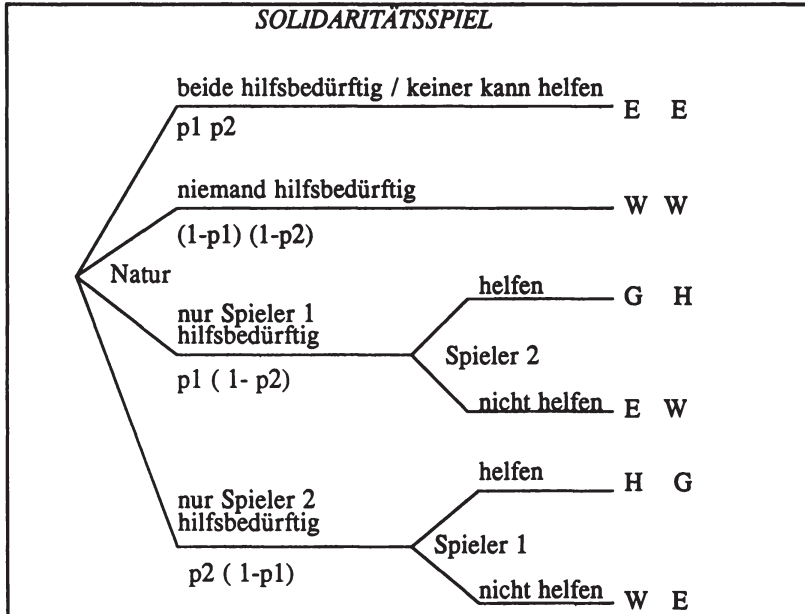 SOLIDARITÄTSSPIEL
beide hilfsbedürftig / keiner kann helfen
E E
p1 p2
niemand hilfsbedürftig
W W
(1-p1) (1-p2)
Natur
helfen
G H
nur Spieler 1
hilfsbedürftig
Spieler 2
p1 ( 1- p2)
nicht helfen
E W
helfen
H G
nur Spieler 2
hilfsbedürftig
Spieler 1
p2 ( 1-p1)
nicht helfen
W E